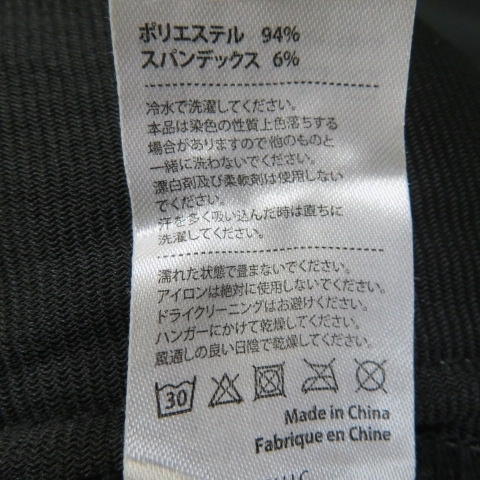 ポリエステル 94%
スパンデックス 6%
冷水で洗濯してください。
本品は染色の性質上色落ちする
場合がありますので他のものと
一緒に洗わないでください。
漂白剤及び柔軟剤は使用しない
でください。
汗を多く吸い込んだ時は直ちに
洗濯してください。
濡れた状態で畳まないでください。
アイロンは絶対に使用しないでください。
ドライクリーニングはお避けください。
ハンガーにかけて乾燥してください。
風通しの良い日陰で乾燥してください。
30
Made in China
Fabrique en Chine